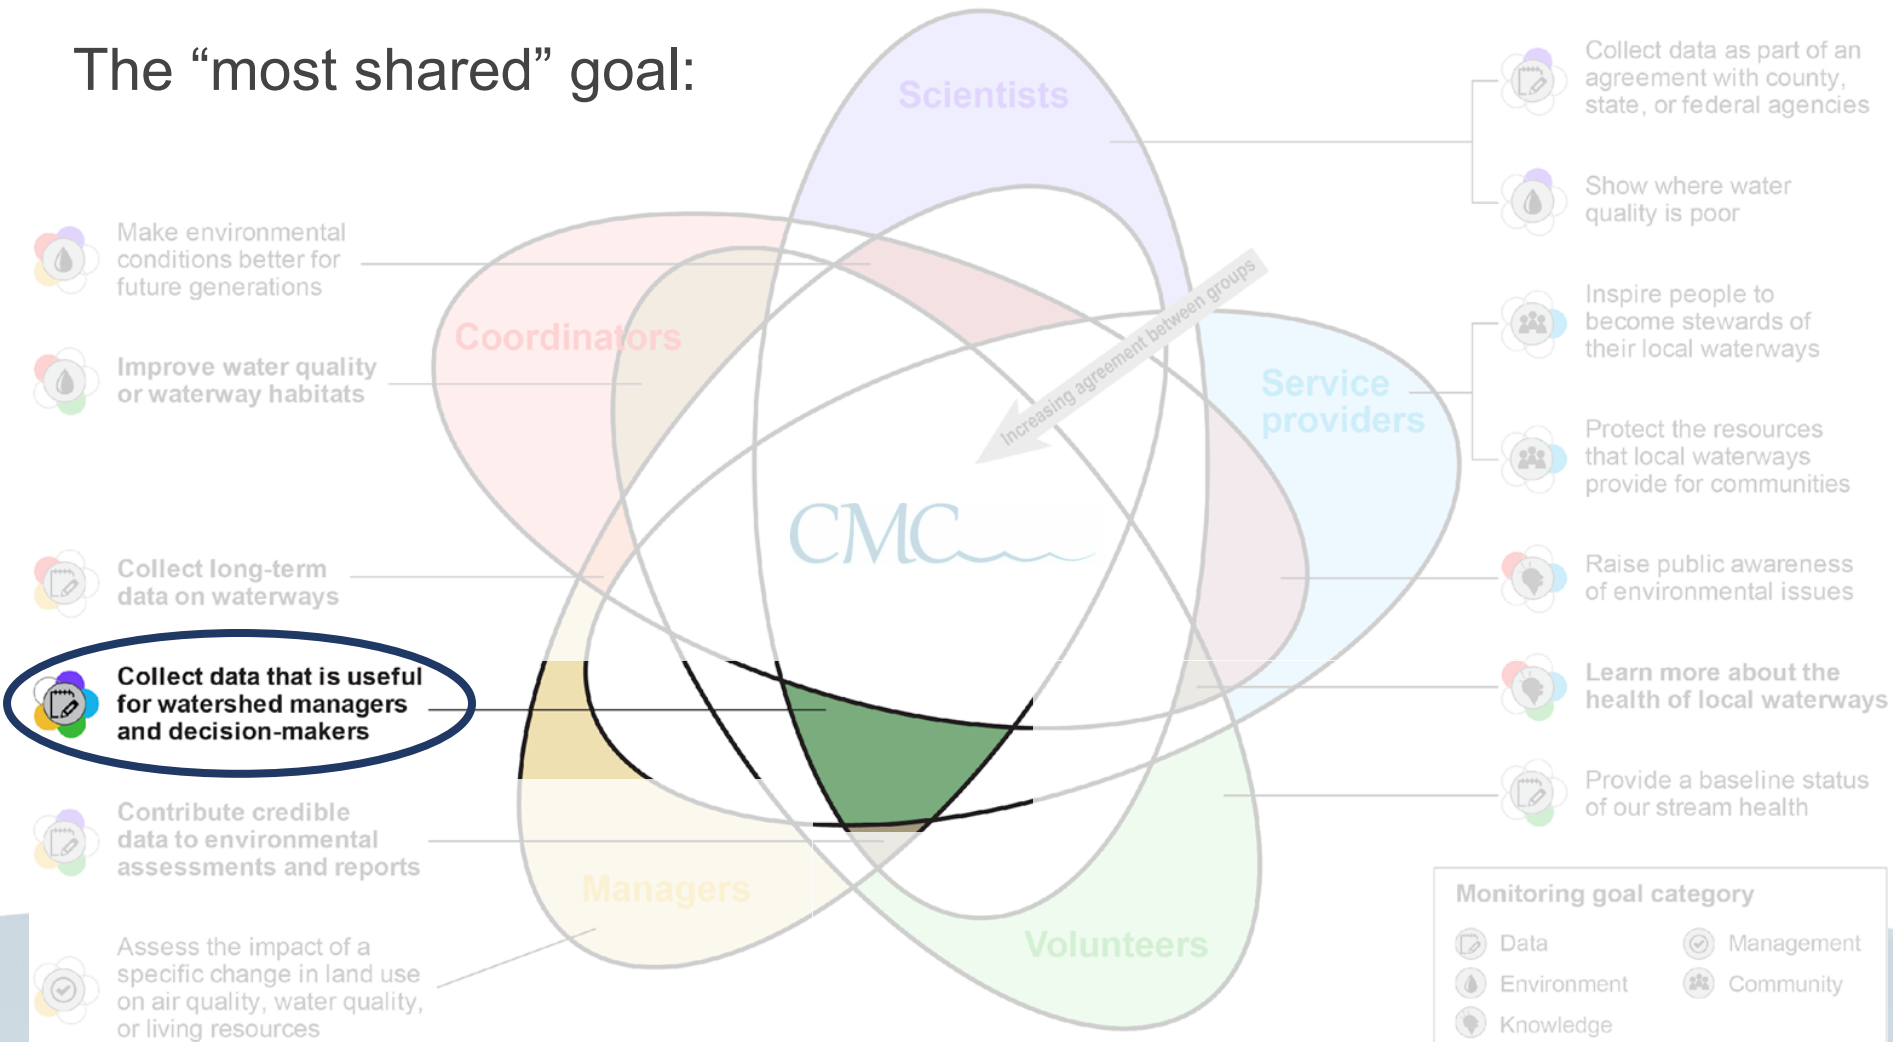 The “most shared” goal:
Scientists
Coordinators
Service
providers
Managers
Volunteers
Increasing agreement between groups
CMC
Make environmental
conditions better for
future generations
Improve water quality
or waterway habitats
Collect long-term
data on waterways
Collect data that is useful
for watershed managers
and decision-makers
Contribute credible
data to environmental
assessments and reports
Assess the impact of a
specific change in land use
on air quality, water quality,
or living resources
Collect data as part of an
agreement with county,
state, or federal agencies
Show where water
quality is poor
Inspire people to
become stewards of
their local waterways
Protect the resources
that local waterways
provide for communities
Raise public awareness
of environmental issues
Learn more about the
health of local waterways
Provide a baseline status
of our stream health
Monitoring goal category
Data
Management
Environment
Community
Knowledge